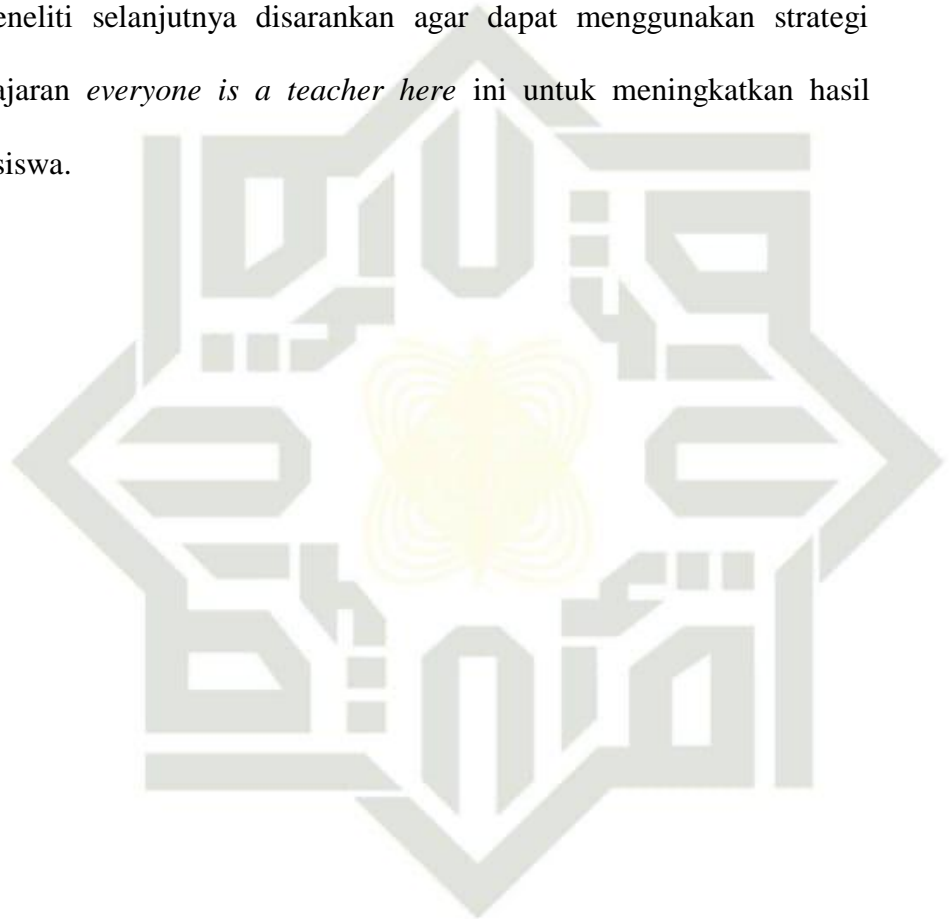 eneliti selanjutnya disarankan agar dapat menggunakan strategi
ajaran everyone is a teacher here ini untuk meningkatkan hasil
siswa.